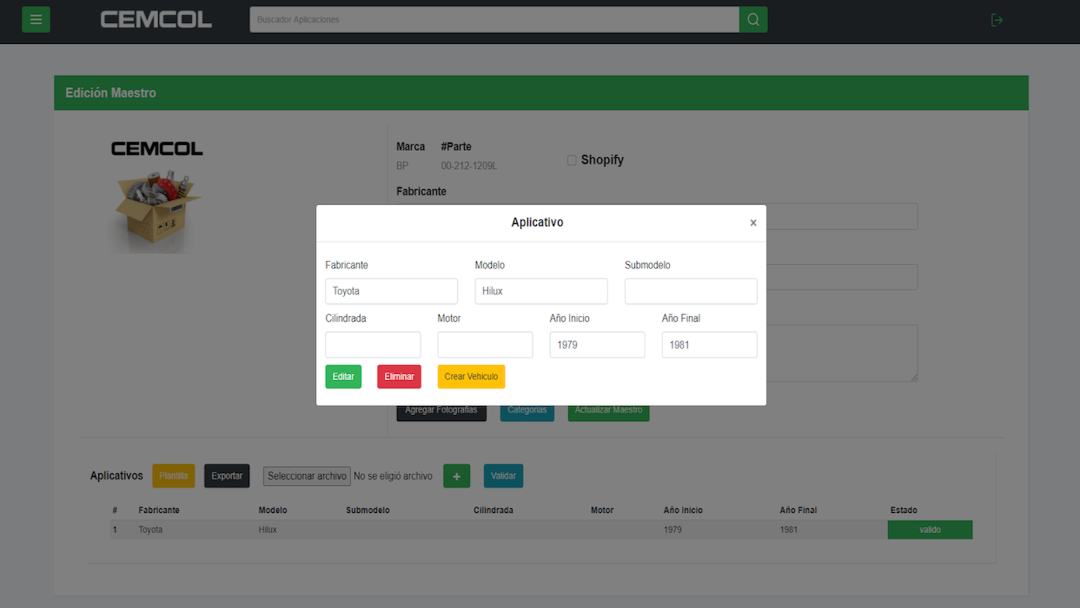 CEMCOL
Buscador Aplicaciones
Edición Maestro
CEMCOL
Marca #Parte
BP 00-212-1209L
Shopify
Fabricante
Aplicativo ×
Fabricante Modelo Submodelo
Toyota Hilux
Cilindrada Motor Año Inicio Año Final
1979 1981
Editar Eliminar Crear Vehiculo
Agregar Fotografias Categorias Actualizar Maestro
Aplicativos Plantilla Exportar Seleccionar archivo No se eligió archivo + Validar
# Fabricante Modelo Submodelo Cilindrada Motor Año Inicio Año Final Estado
1 Toyota Hilux 1979 1981 valido